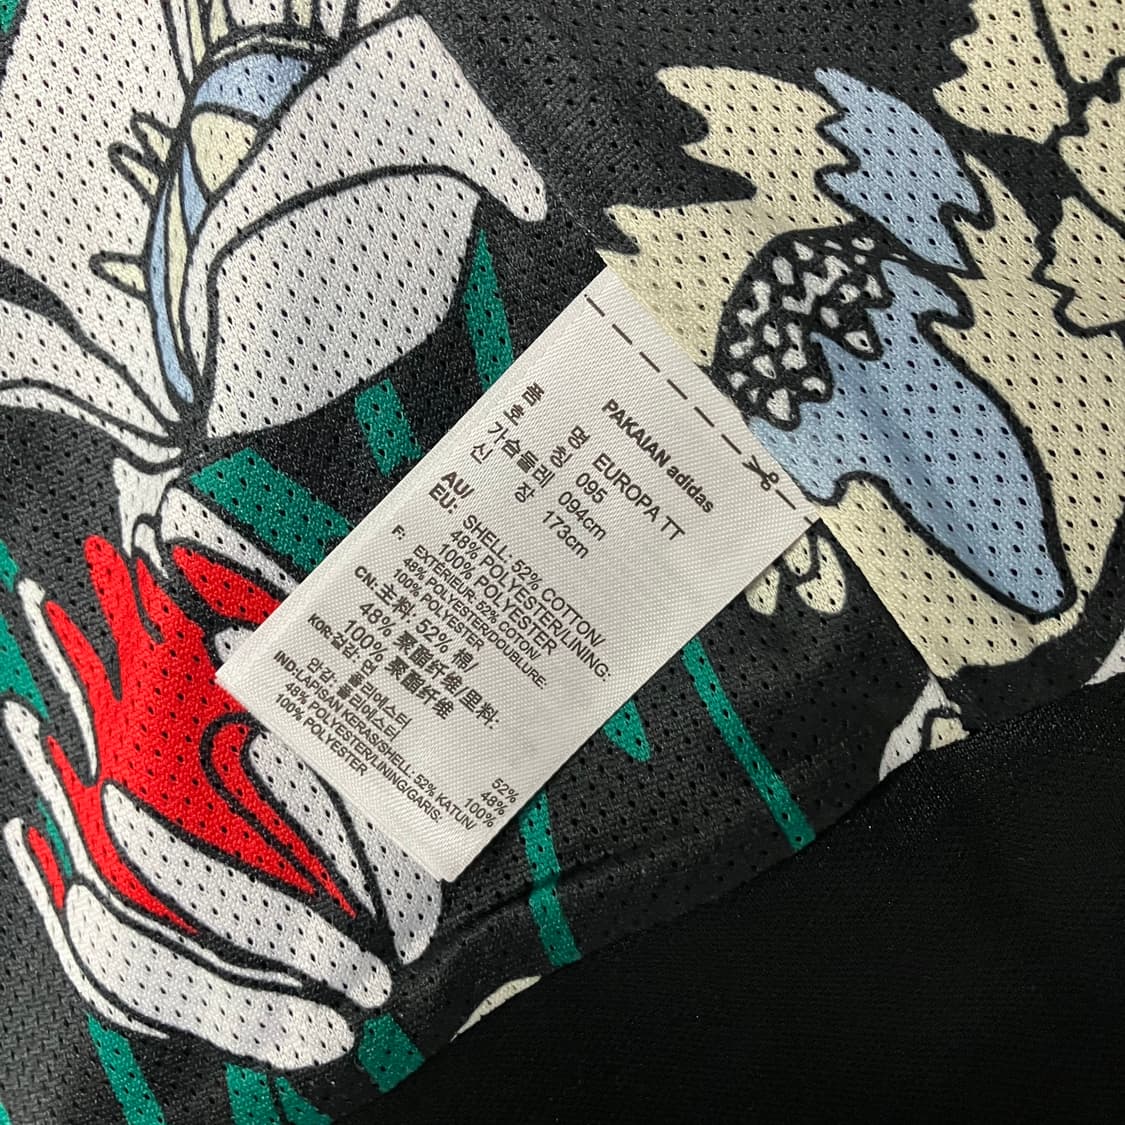 PAKAIAN adidas
품 명 EUROPA TT
호 칭 095
가슴둘레 094cm
신 장 173cm
AU/
EU: SHELL: 52% COTTON/
48% POLYESTER/LINING:
100% POLYESTER
F: EXTÉRIEUR: 52% COTON/
48% POLYESTER/DOUBLURE:
100% POLYESTER
CN: 主料: 52% 棉/
48% 聚酯纤维/里料:
100% 聚酯纤维
KOR: 겉감: 면 52%
폴리에스터 48%
안감: 폴리에스터 100%
IND: LAPISAN KERAS/SHELL: 52% KATUN/
48% POLYESTER/LINING/GARIS:
100% POLYESTER